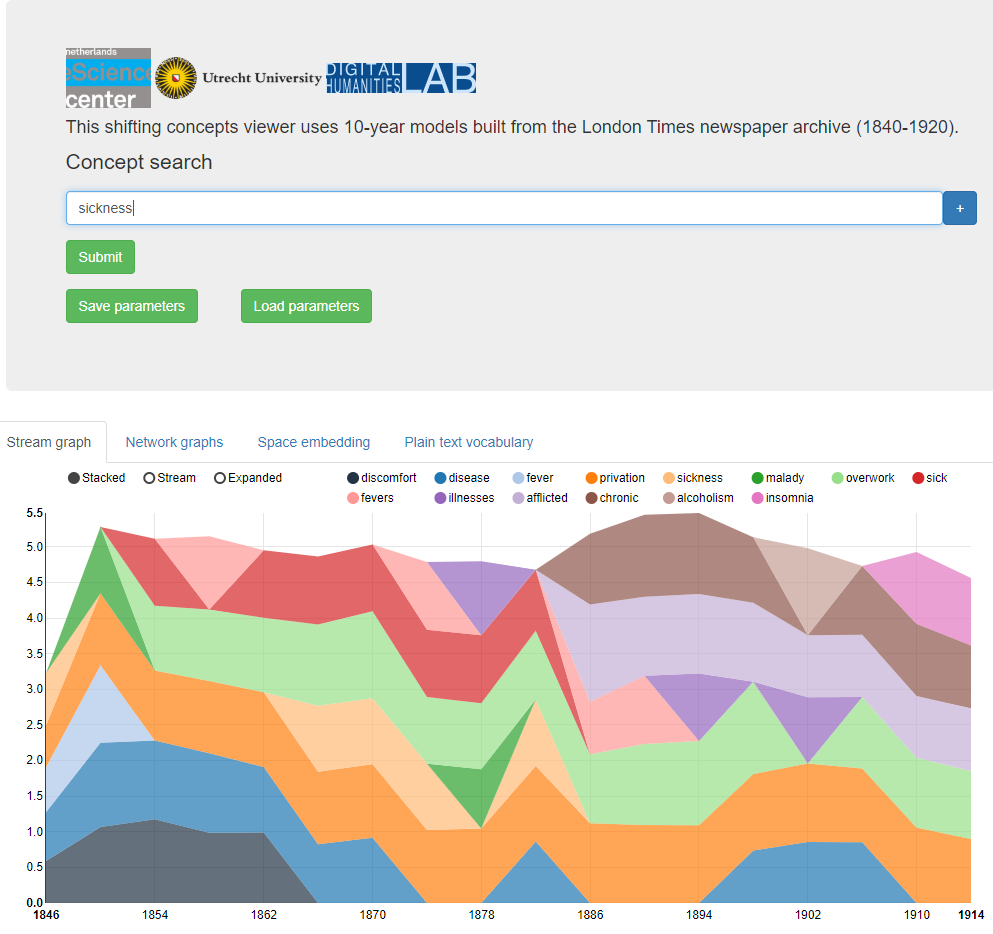 netherlands
eScience
center
Utrecht University
DIGITAL
HUMANITIES
LAB
This shifting concepts viewer uses 10-year models built from the London Times newspaper archive (1840-1920).
Concept search
sickness
+
Submit
Save parameters Load parameters
Stream graph Network graphs Space embedding Plain text vocabulary
Stacked Stream Expanded discomfort disease fever privation sickness malady overwork sick
fevers illnesses afflicted chronic alcoholism insomnia
5.5
5.0
4.5
4.0
3.5
3.0
2.5
2.0
1.5
1.0
0.5
0.0
1846 1854 1862 1870 1878 1886 1894 1902 1910 1914